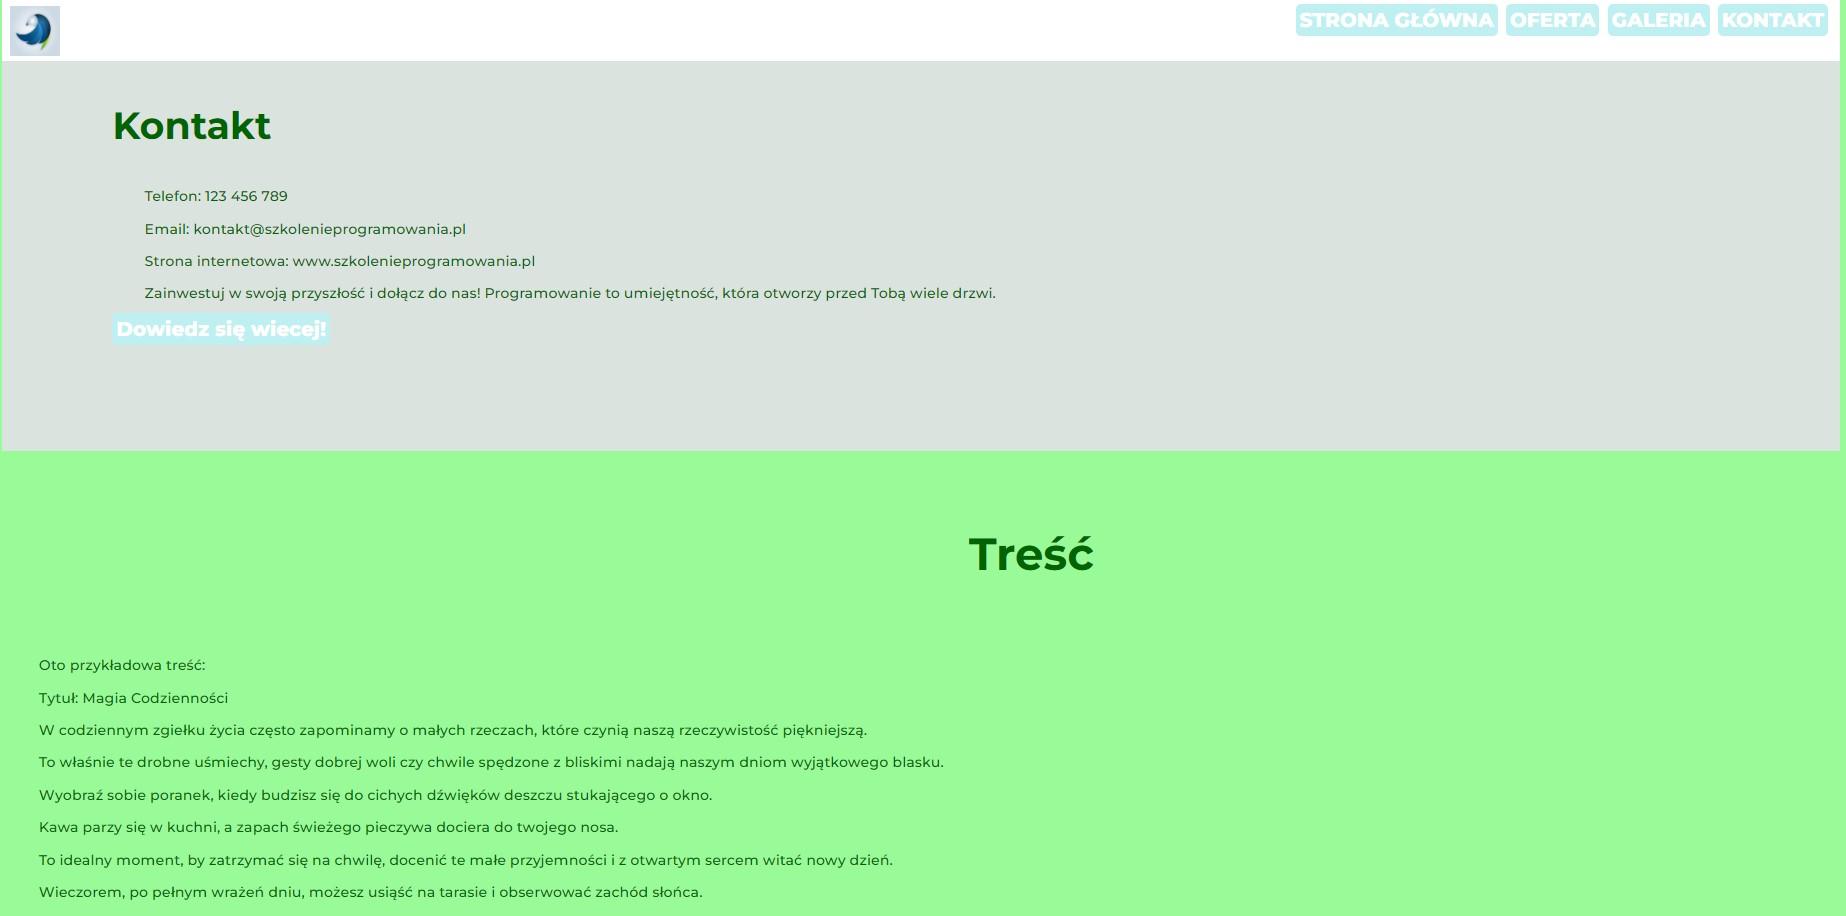 STRONA GŁÓWNA OFERTA GALERIA KONTAKT
Kontakt
Telefon: 123 456 789
Email: kontakt@szkolenieprogramowania.pl
Strona internetowa: www.szkolenieprogramowania.pl
Zainwestuj w swoją przyszłość i dołącz do nas! Programowanie to umiejętność, która otworzy przed Tobą wiele drzwi.
Dowiedz się wiecej!
Treść
Oto przykładowa treść:
Tytuł: Magia Codzienności
W codziennym zgiełku życia często zapominamy o małych rzeczach, które czynią naszą rzeczywistość piękniejszą.
To właśnie te drobne uśmiechy, gesty dobrej woli czy chwile spędzone z bliskimi nadają naszym dniom wyjątkowego blasku.
Wyobraź sobie poranek, kiedy budzisz się do cichych dźwięków deszczu stukającego o okno.
Kawa parzy się w kuchni, a zapach świeżego pieczywa dociera do twojego nosa.
To idealny moment, by zatrzymać się na chwilę, docenić te małe przyjemności i z otwartym sercem witać nowy dzień.
Wieczorem, po pełnym wrażeń dniu, możesz usiąść na tarasie i obserwować zachód słońca.